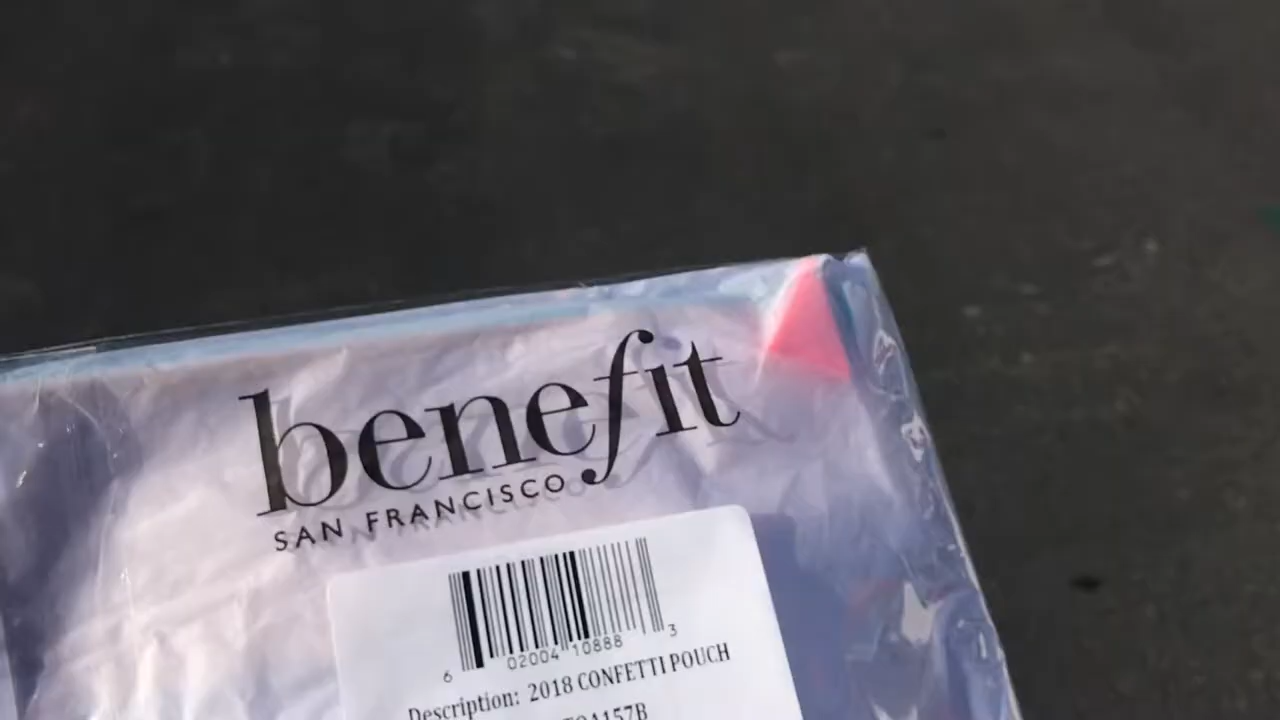 benefit
SAN FRANCISCO
6 02004 10888 3
Description: 2018 CONFETTI POUCH